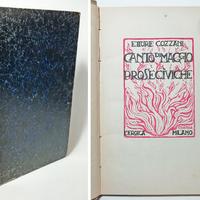 ETTORE COZZANI
CANTO DI MAGGIO
PROSE CIVICHE
L'EROICA MILANO